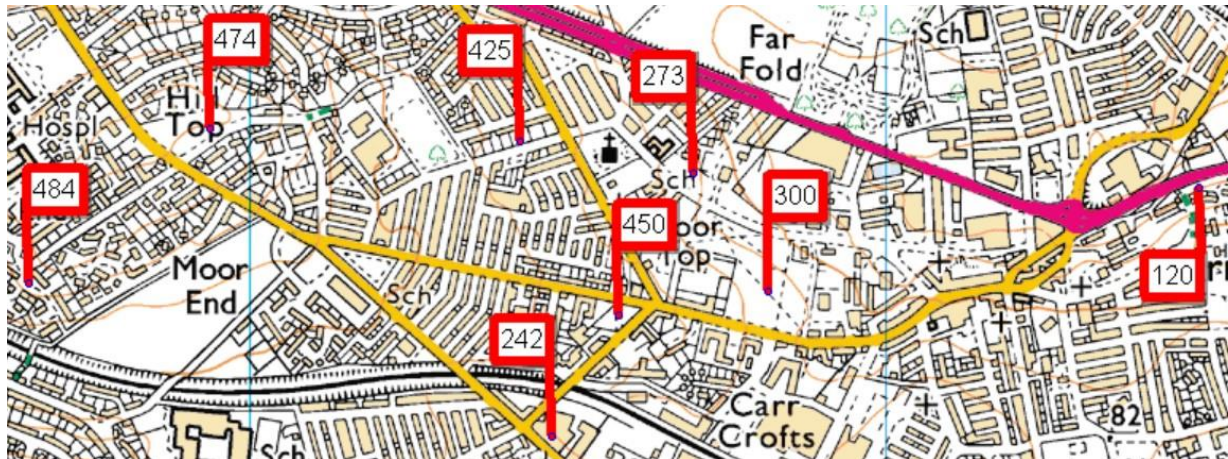 474
425
Far
Fold
Sch
273
Hill
Top
Hospl
484
Sch
300
450
Top
Moor
End
120
Sch
242
Carr
Crofts
82
Sch